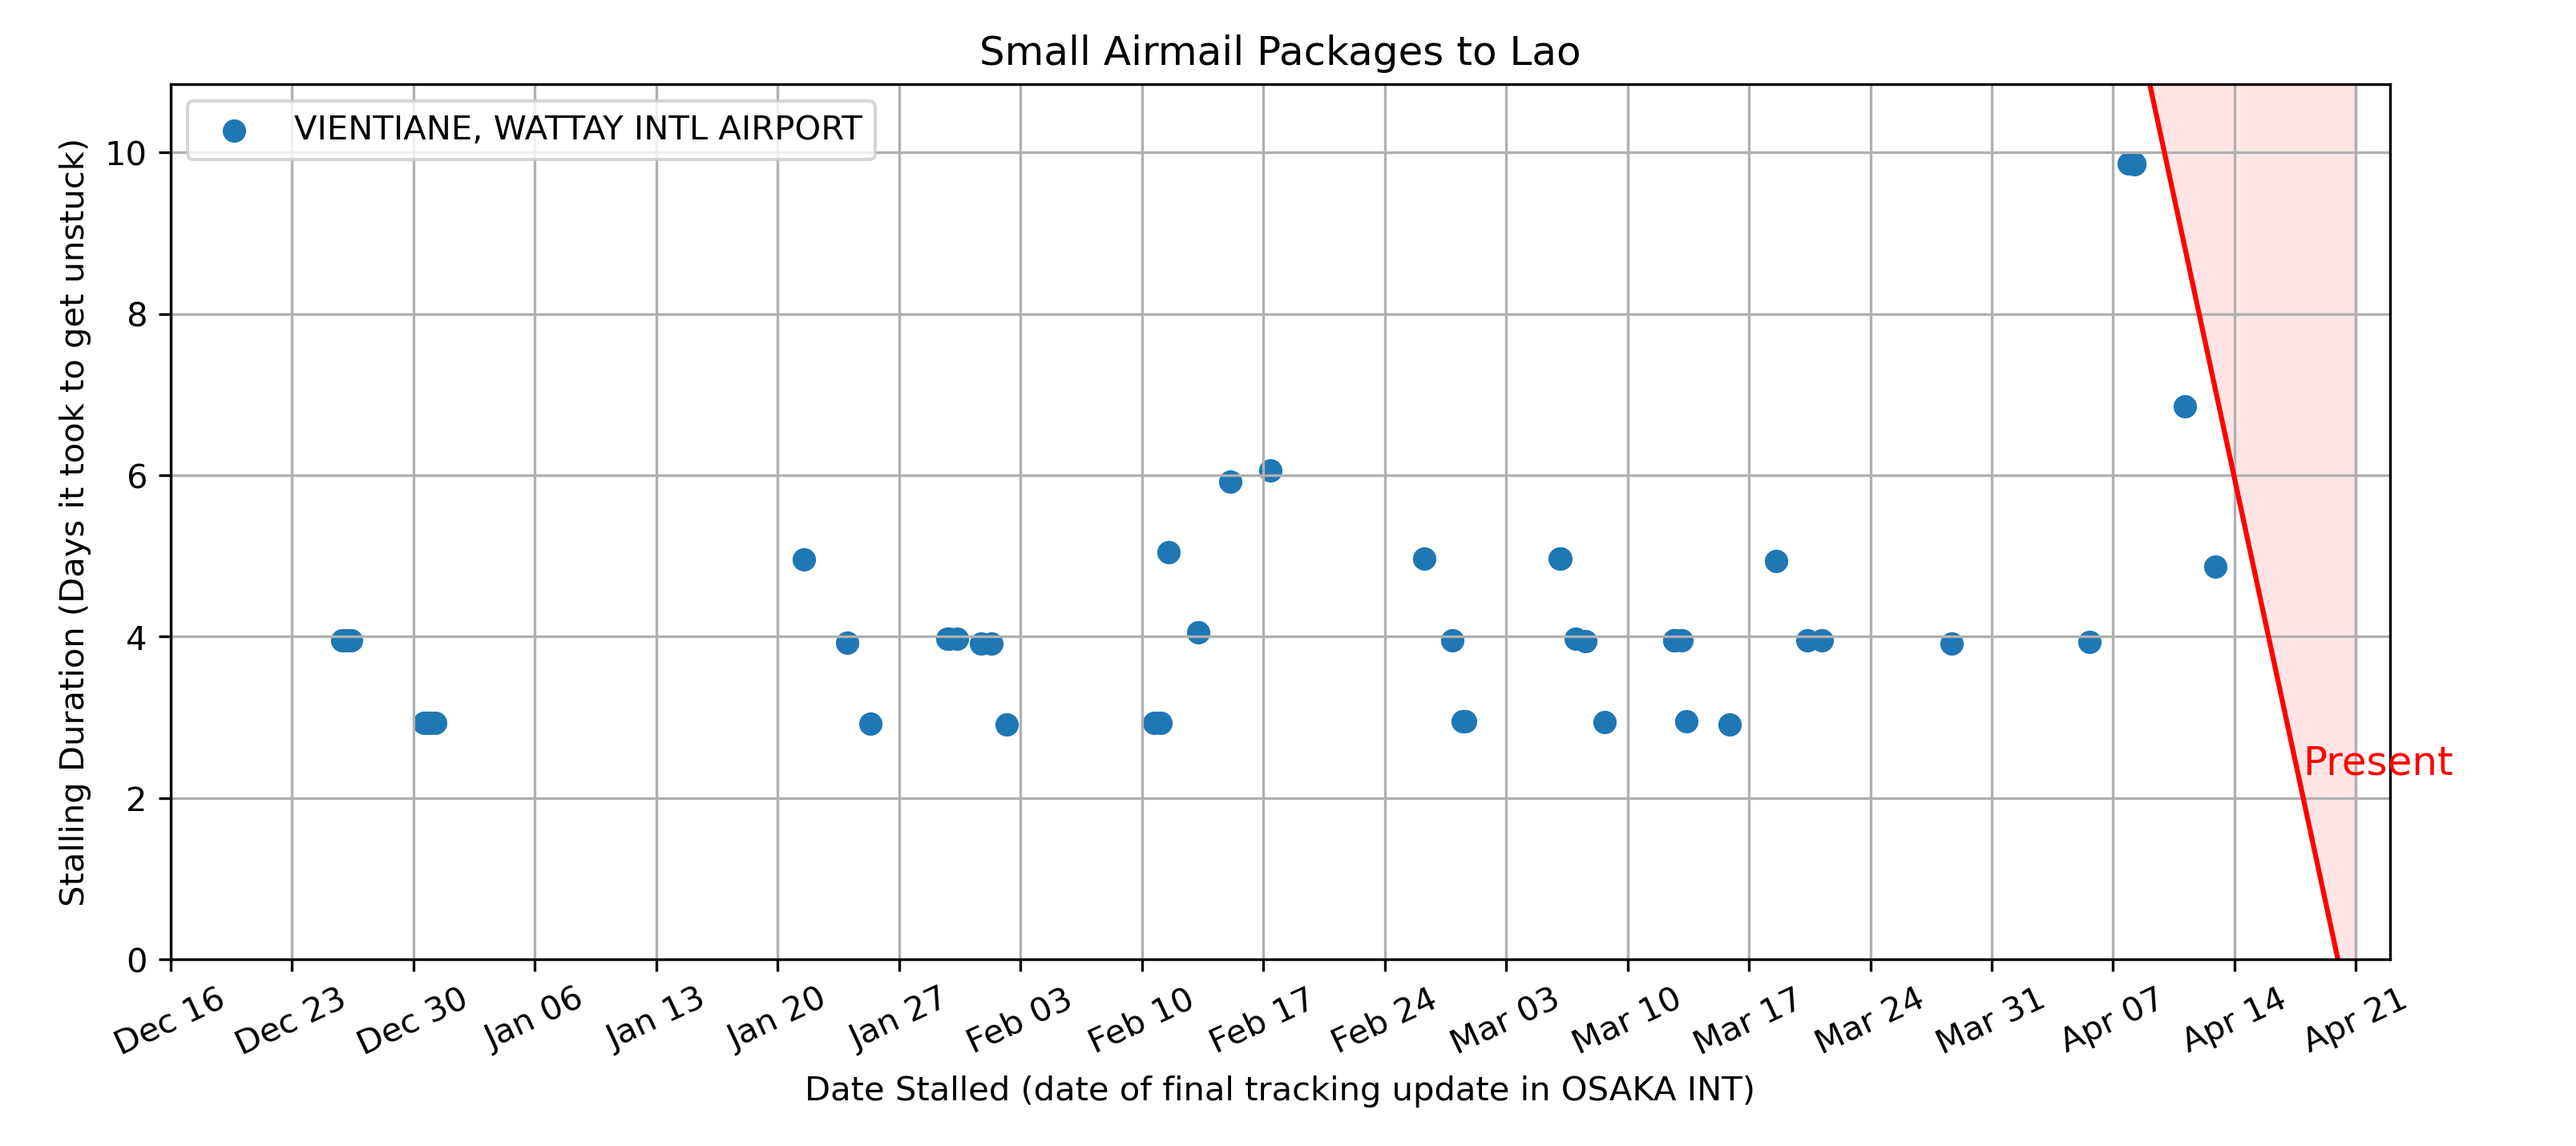 Small Airmail Packages to Lao
VIENTIANE, WATTAY INTL AIRPORT
Stalling Duration (Days it took to get unstuck)
10
8
6
4
2
0
Present
Dec 16
Dec 23
Dec 30
Jan 06
Jan 13
Jan 20
Jan 27
Feb 03
Feb 10
Feb 17
Feb 24
Mar 03
Mar 10
Mar 17
Mar 24
Mar 31
Apr 07
Apr 14
Apr 21
Date Stalled (date of final tracking update in OSAKA INT)